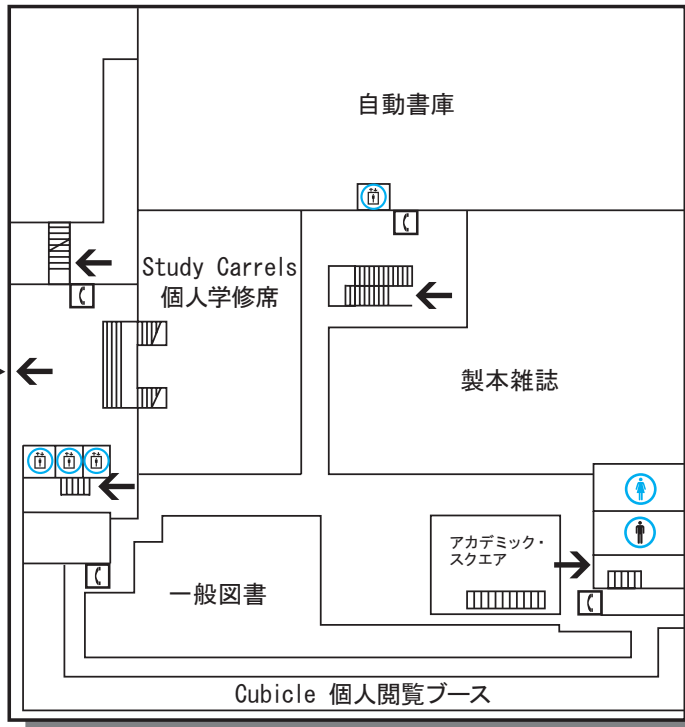 自動書庫
Study Carrels
個人学修席
製本雑誌
アカデミック・
スクエア
一般図書
Cubicle 個人閲覧ブース